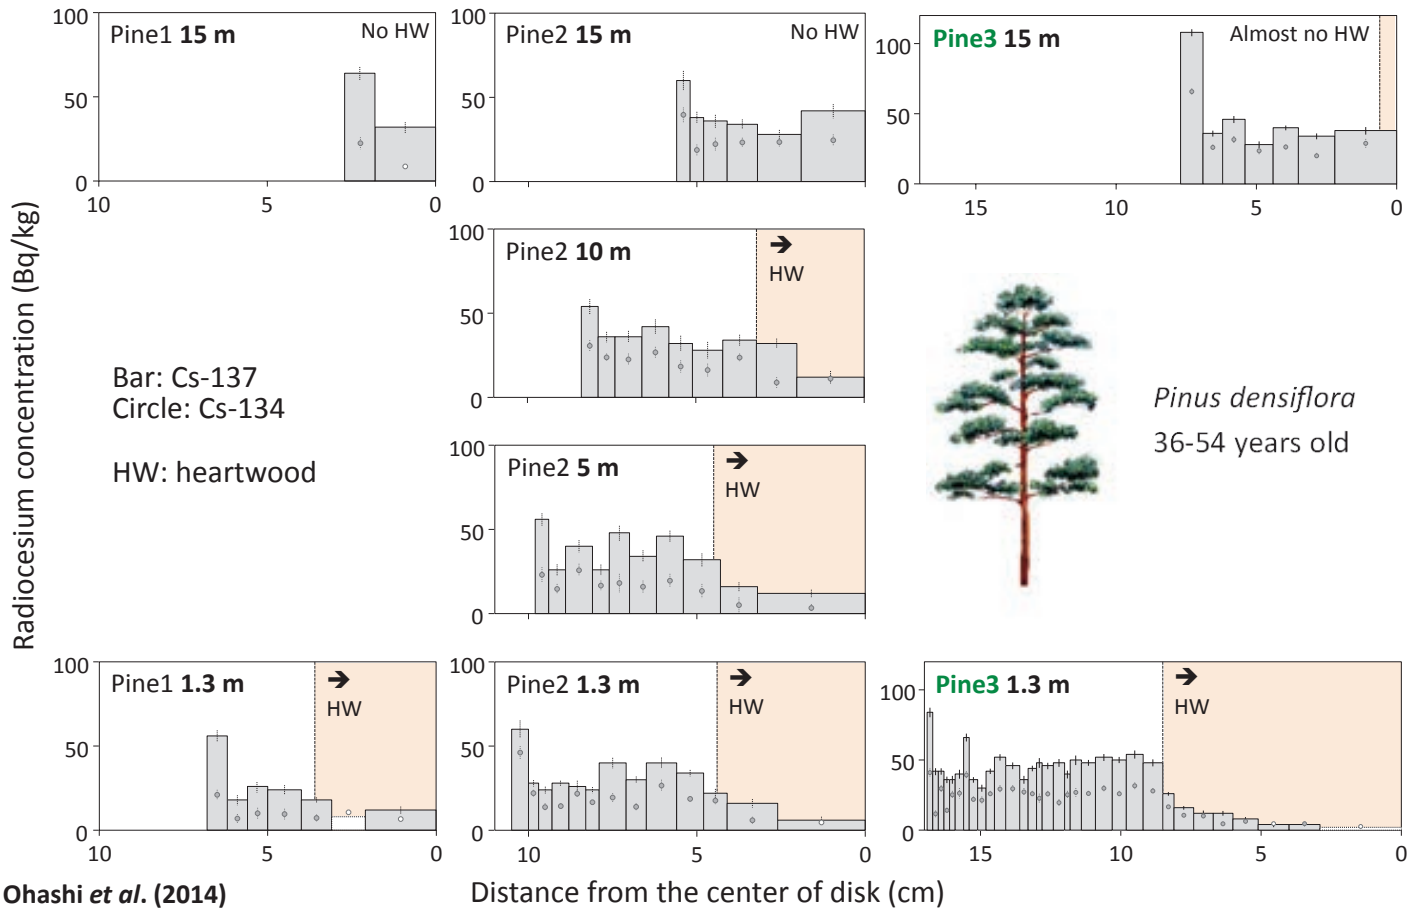 Radiocesium concentration (Bq/kg)
100
50
0
10
5
0
Pine1 15 m
No HW
100
50
0
Pine2 15 m
No HW
100
50
0
15
10
5
0
Pine3 15 m
Almost no HW
100
50
0
Pine2 10 m
➔
HW
Bar: Cs-137
Circle: Cs-134
HW: heartwood
Pinus densiflora
36-54 years old
100
50
0
Pine2 5 m
➔
HW
100
50
0
10
5
0
Pine1 1.3 m
➔
HW
100
50
0
10
5
0
Pine2 1.3 m
➔
HW
100
50
0
15
10
5
0
Pine3 1.3 m
➔
HW
Ohashi et al. (2014)
Distance from the center of disk (cm)